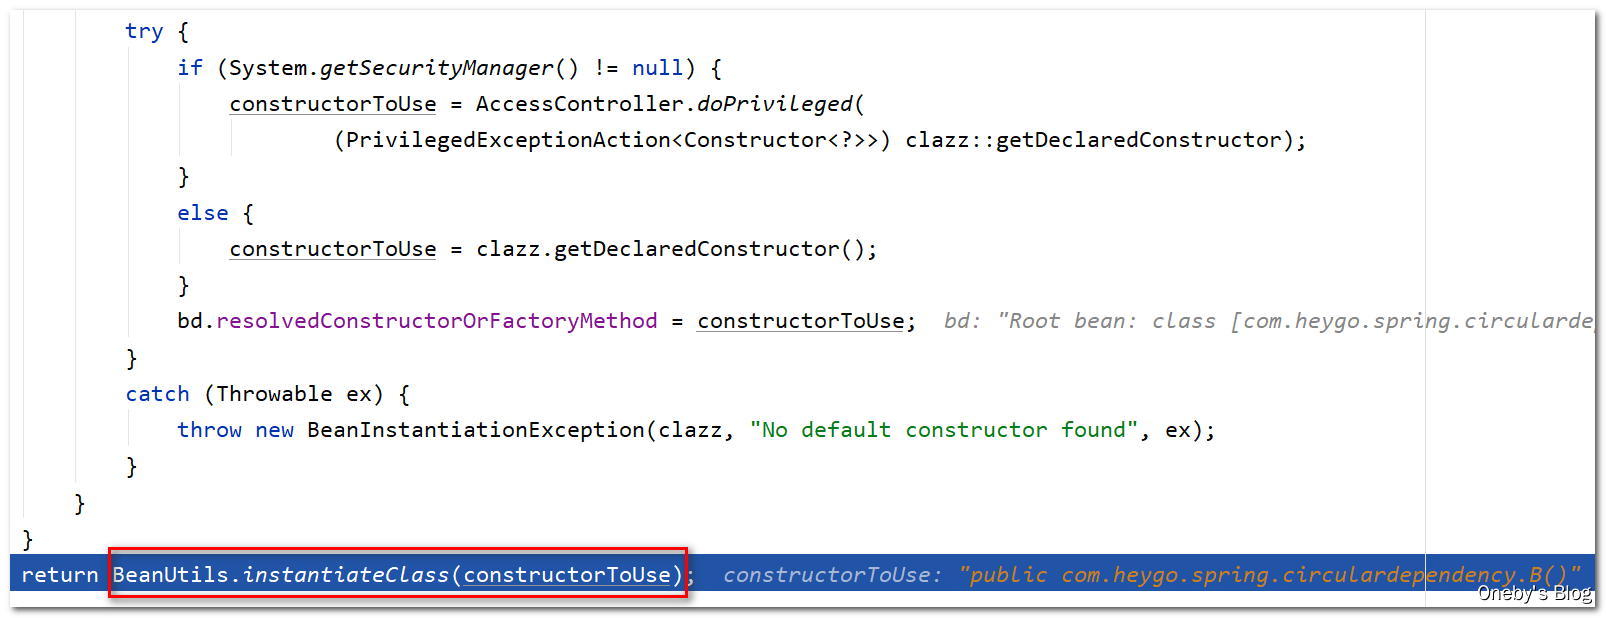 try {
if (System.getSecurityManager() != null) {
constructorToUse = AccessController.doPrivileged(
(PrivilegedExceptionAction<Constructor<?>>) clazz::getDeclaredConstructor);
}
else {
constructorToUse = clazz.getDeclaredConstructor();
}
bd.resolvedConstructorOrFactoryMethod = constructorToUse;  bd: "Root bean: class [com.heygo.spring.circularde
}
catch (Throwable ex) {
throw new BeanInstantiationException(clazz, "No default constructor found", ex);
}
}
}
return BeanUtils.instantiateClass(constructorToUse);  constructorToUse: "public com.heygo.spring.circulardependency.B()"
Oneby's Blog